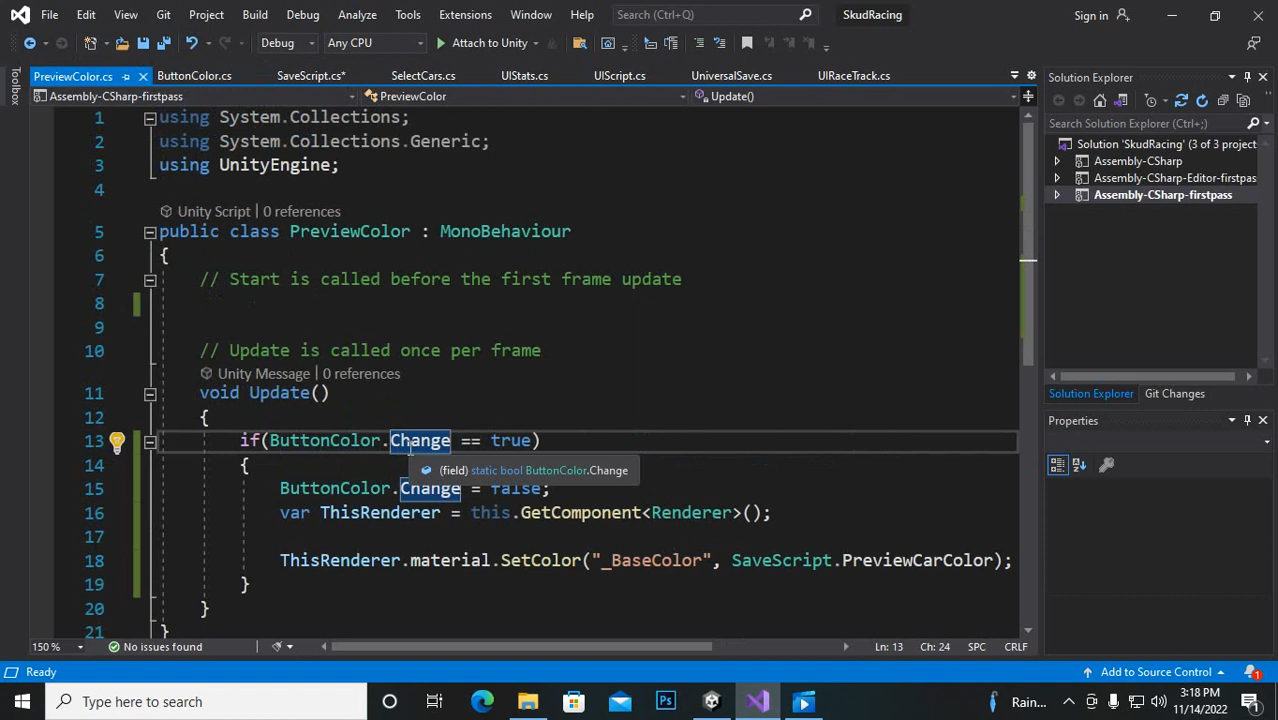 File Edit View Git Project Build Debug Analyze Tools Extensions Window Help Search (Ctrl+Q) SkudRacing Sign in
Debug Any CPU Attach to Unity
PreviewColor.cs ButtonColor.cs SaveScript.cs* SelectCars.cs UIStats.cs UIScript.cs UniversalSave.cs UIRaceTrack.cs
Assembly-CSharp-firstpass PreviewColor Update()
Toolbox
1 using System.Collections;
2 using System.Collections.Generic;
3 using UnityEngine;
4
Unity Script | 0 references
5 public class PreviewColor : MonoBehaviour
6 {
7 // Start is called before the first frame update
8
9
10 // Update is called once per frame
Unity Message | 0 references
11 void Update()
12 {
13 if(ButtonColor.Change == true)
14 {
(field) static bool ButtonColor.Change
15 ButtonColor.Change = false;
16 var ThisRenderer = this.GetComponent<Renderer>();
17
18 ThisRenderer.material.SetColor("_BaseColor", SaveScript.PreviewCarColor);
19 }
20 }
21 }
150 % No issues found Ln: 13 Ch: 24 SPC CRLF
Solution Explorer
Search Solution Explorer (Ctrl+;)
Solution 'SkudRacing' (3 of 3 project
Assembly-CSharp
Assembly-CSharp-Editor-firstpas
Assembly-CSharp-firstpass
Solution Explorer Git Changes
Properties
Ready Add to Source Control 1
Type here to search Ps Rain... 3:18 PM
11/14/2022 1